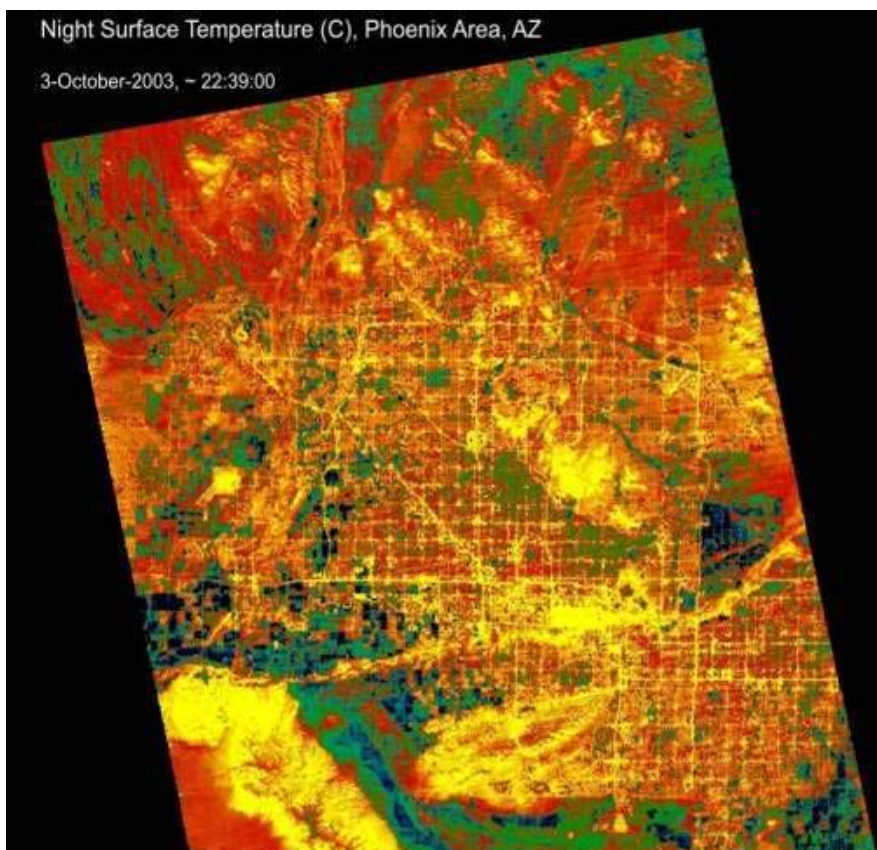 Night Surface Temperature (C), Phoenix Area, AZ
3-October-2003, ~ 22:39:00